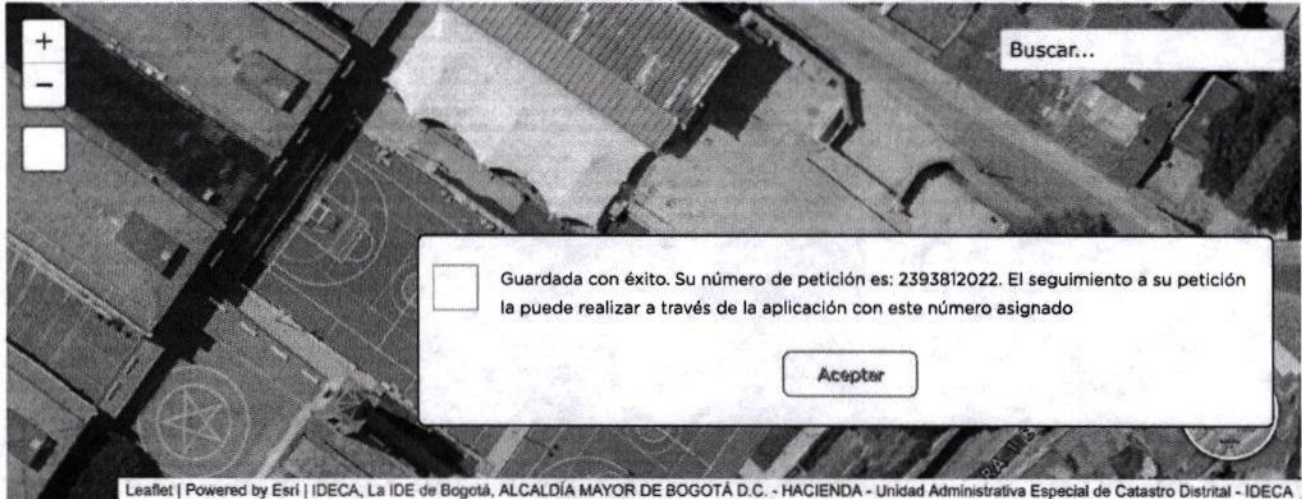 +
−
Buscar...
Guardada con éxito. Su número de petición es: 2393812022. El seguimiento a su petición
la puede realizar a través de la aplicación con este número asignado
Aceptar
Leaflet | Powered by Esri | IDECA, La IDE de Bogotá, ALCALDÍA MAYOR DE BOGOTÁ D.C. - HACIENDA - Unidad Administrativa Especial de Catastro Distrital - IDECA,